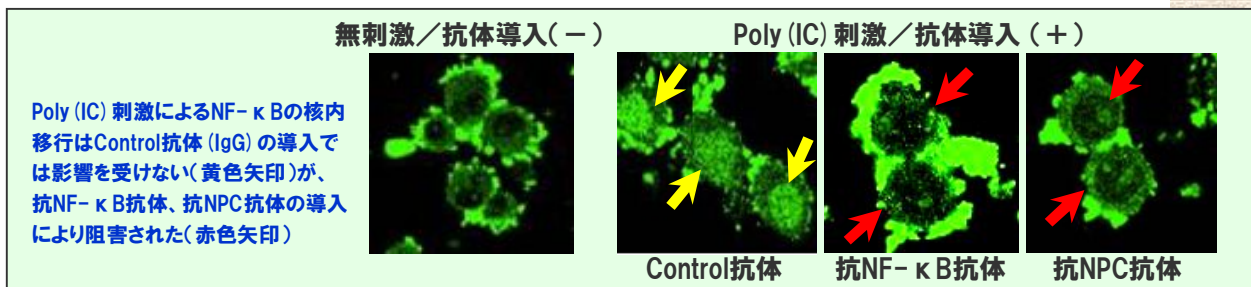 無刺激／抗体導入（－）
Poly (IC) 刺激／抗体導入（＋）
Poly (IC) 刺激によるNF-κBの核内
移行はControl抗体 (IgG) の導入で
は影響を受けない（黄色矢印）が、
抗NF-κB抗体、抗NPC抗体の導入
により阻害された（赤色矢印）
Control抗体
抗NF-κB抗体
抗NPC抗体